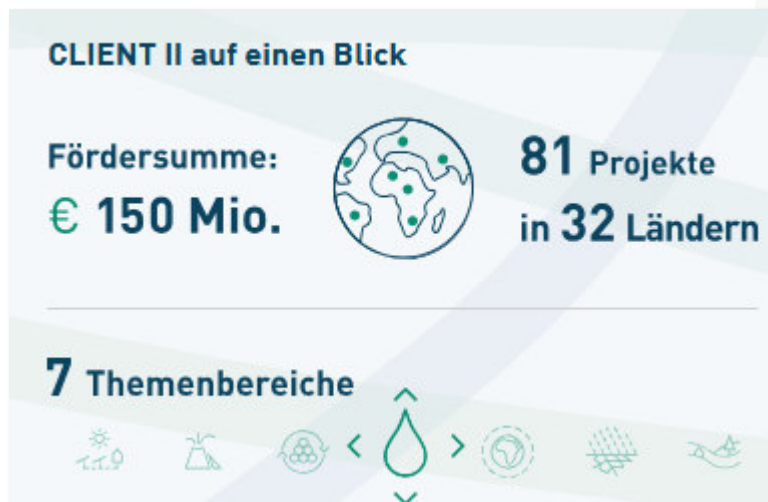 CLIENT II auf einen Blick
Fördersumme:
€ 150 Mio.
81 Projekte
in 32 Ländern
7 Themenbereiche